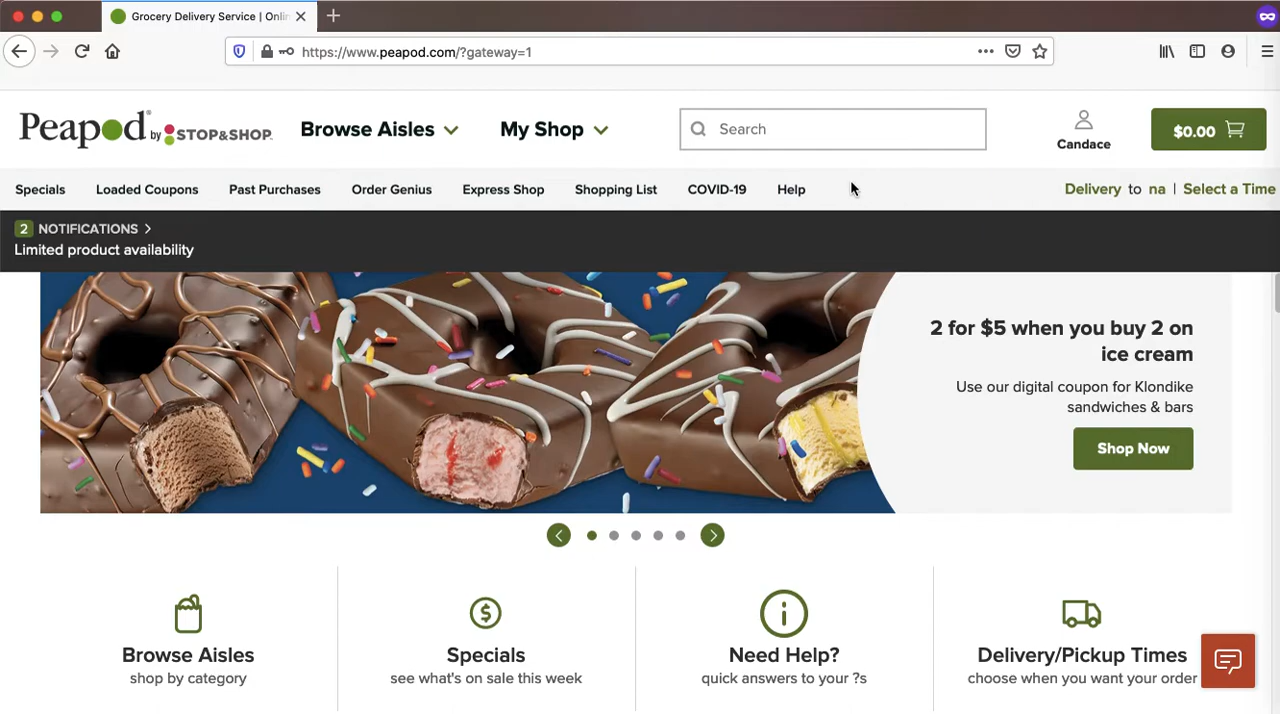 Grocery Delivery Service | Onlin
https://www.peapod.com/?gateway=1
Peapod by STOP&SHOP
Browse Aisles
My Shop
Search
Candace
$0.00
Specials
Loaded Coupons
Past Purchases
Order Genius
Express Shop
Shopping List
COVID-19
Help
Delivery to na | Select a Time
2 NOTIFICATIONS
Limited product availability
2 for $5 when you buy 2 on
ice cream
Use our digital coupon for Klondike
sandwiches & bars
Shop Now
Browse Aisles
shop by category
Specials
see what's on sale this week
Need Help?
quick answers to your ?s
Delivery/Pickup Times
choose when you want your order